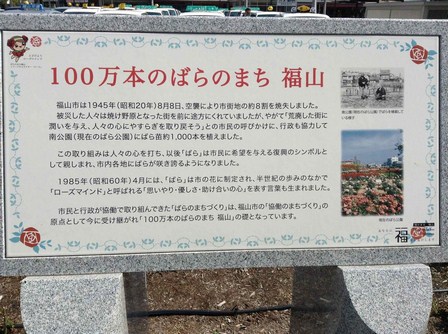 100万本のばらのまち 福山
福山市は1945年(昭和20年)8月8日、空襲により市街地の約8割を焼失しました。
被災した人々は焼け野原となった街を前に途方にくれていましたが、やがて「荒廃した街に
潤いを与え、人々の心にやすらぎを取り戻そう」との市民の呼びかけに、行政も協力して
南公園(現在のばら公園)にばら苗約1,000本を植えました。
この取り組みは人々の心を打ち、以後「ばら」は市民に希望を与える復興のシンボルと
して親しまれ、市内各地にばらが咲き誇るようになりました。
1985年(昭和60年)4月には、「ばら」は市の花に制定され、半世紀の歩みのなかで
「ローズマインド」と呼ばれる「思いやり・優しさ・助け合いの心」を表す言葉も生まれました。
市民と行政が協働で取り組んできた「ばらのまちづくり」は、福山市の「協働のまちづくり」の
原点として今に受け継がれ「100万本のばらのまち 福山」の礎となっています。
現在のばら公園
福